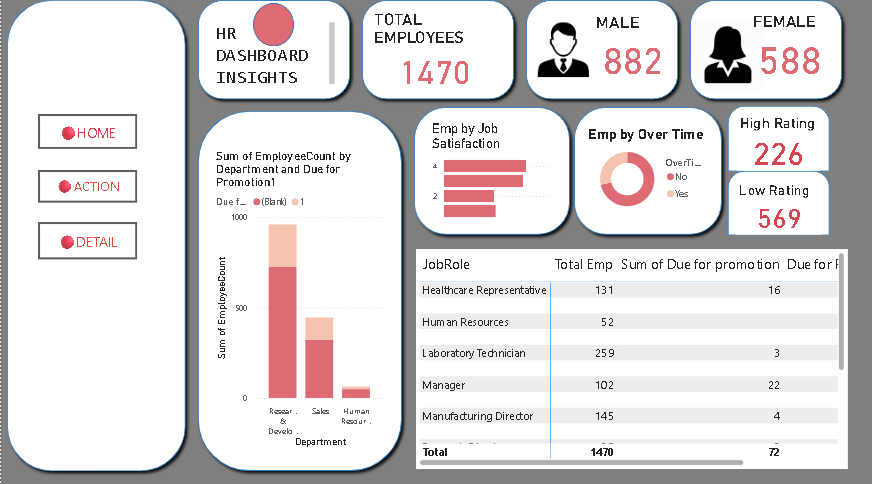 HR
DASHBOARD
INSIGHTS
TOTAL
EMPLOYEES
1470
MALE
882
FEMALE
588
HOME
ACTION
DETAIL
Sum of EmployeeCount by
Department and Due for
Promotion1
Due f... (Blank) 1
Sum of EmployeeCount
1000
500
0
Resear...
&
Develo...
Sales
Human
Resour...
Department
Emp by Job
Satisfaction
4
2
Emp by Over Time
OverTi...
No
Yes
High Rating
226
Low Rating
569
JobRole Total Emp Sum of Due for promotion Due for
Healthcare Representative 131 16
Human Resources 52
Laboratory Technician 259 3
Manager 102 22
Manufacturing Director 145 4
Total 1470 72